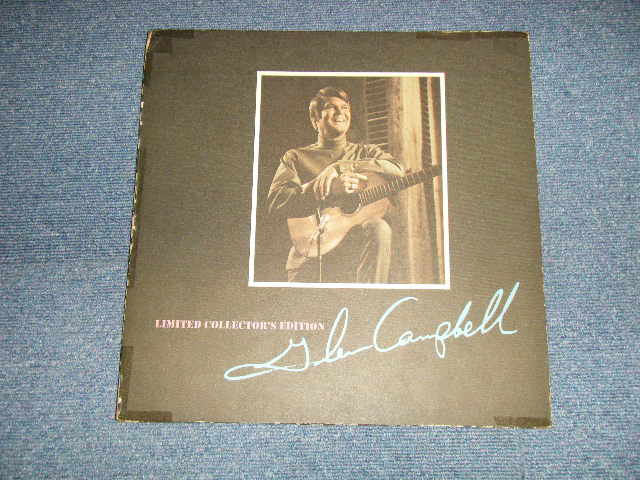 LIMITED COLLECTOR'S EDITION
Glen Campbell